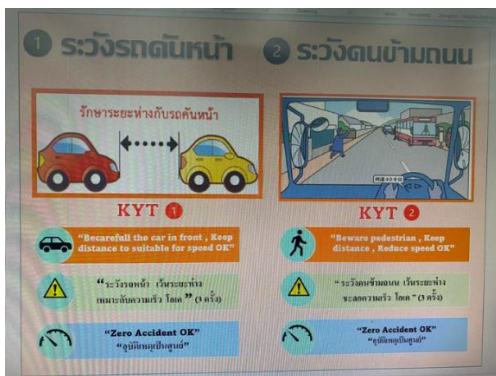 1 ระวังรถคันหน้า
2 ระวังคนข้ามถนน
รักษาระยะห่างกับรถคันหน้า
KYT 1
KYT 2
"Becarefull the car in front , Keep
distance to suitable for speed OK"
"Beware pedestrian , Keep
distance , Reduce speed OK"
"ระวังรถหน้า เว้นระยะห่าง
เหมาะกับความเร็ว โอเค" (3 ครั้ง)
"ระวังคนข้ามถนน เว้นระยะห่าง
ชะลอความเร็ว โอเค" (3 ครั้ง)
"Zero Accident OK"
"อุบัติเหตุเป็นศูนย์"
"Zero Accident OK"
"อุบัติเหตุเป็นศูนย์"